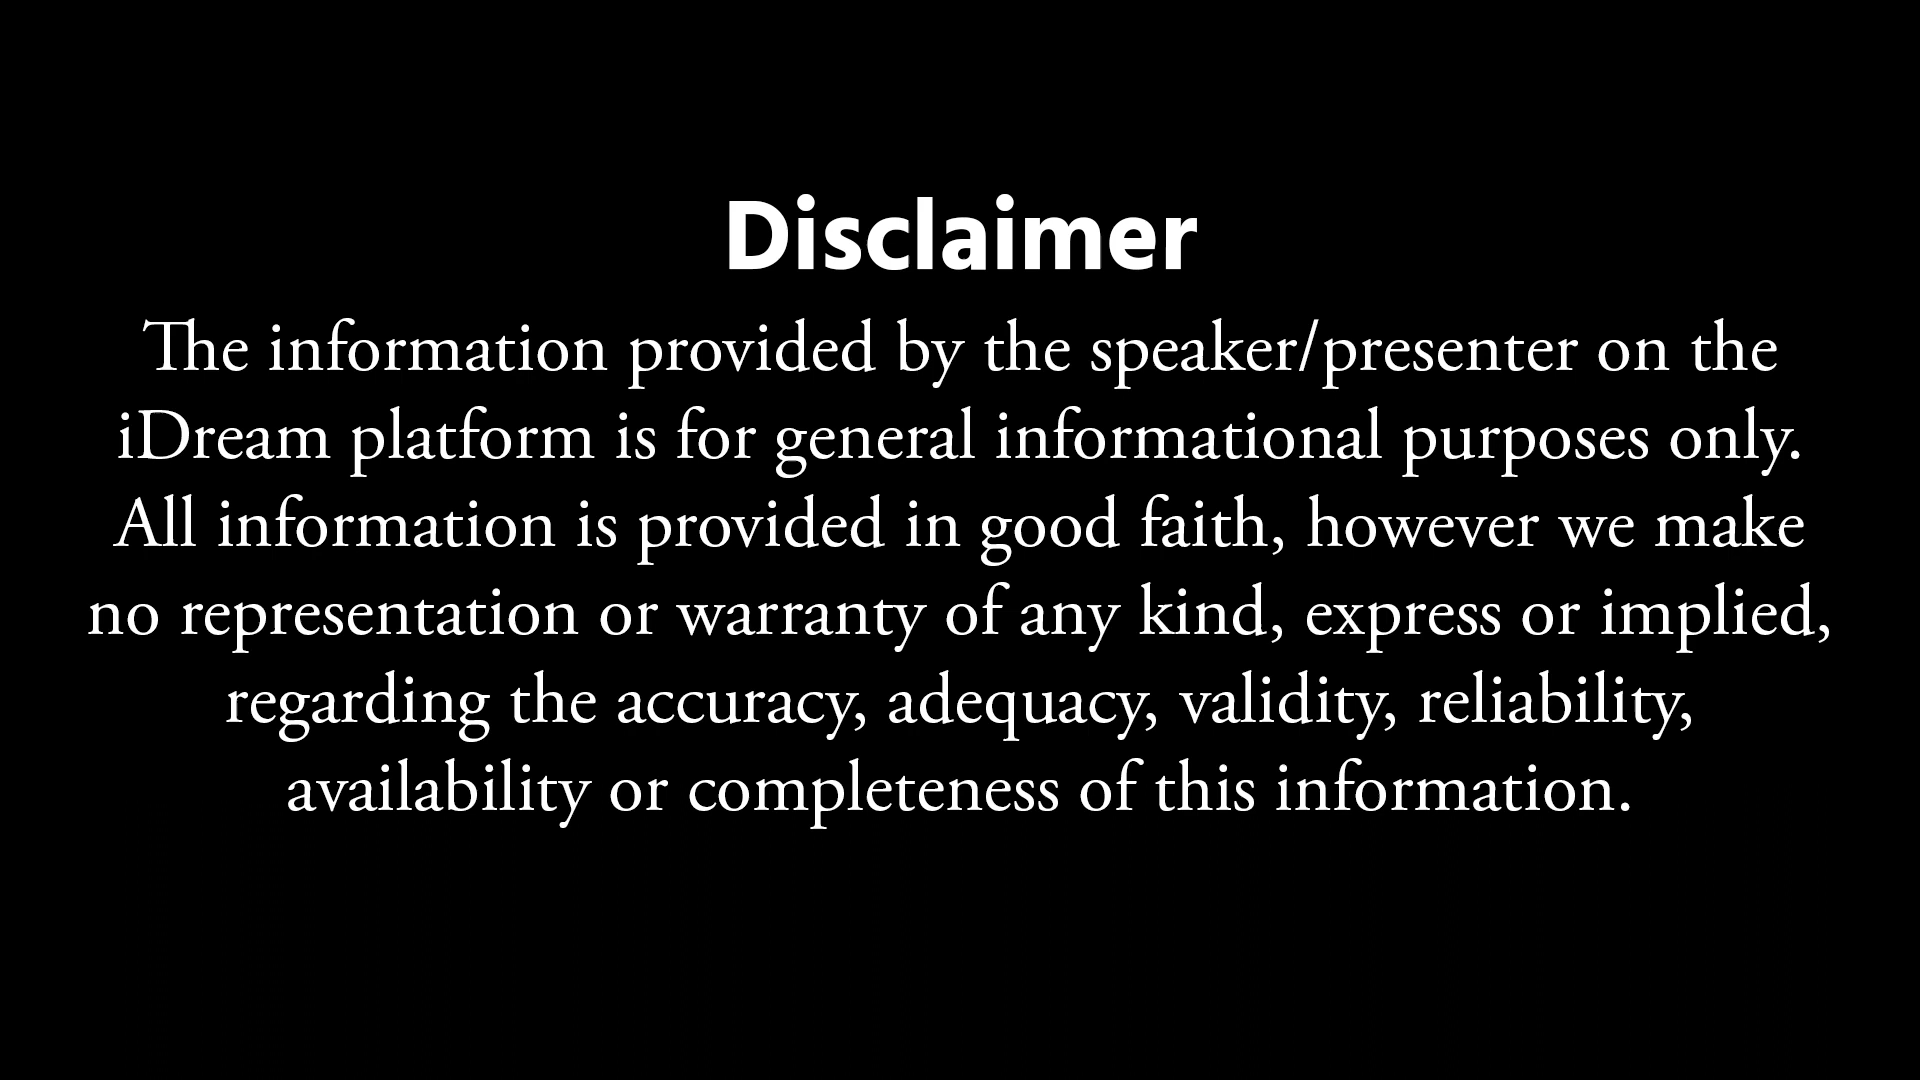 Disclaimer
The information provided by the speaker/presenter on the
iDream platform is for general informational purposes only.
All information is provided in good faith, however we make
no representation or warranty of any kind, express or implied,
regarding the accuracy, adequacy, validity, reliability,
availability or completeness of this information.